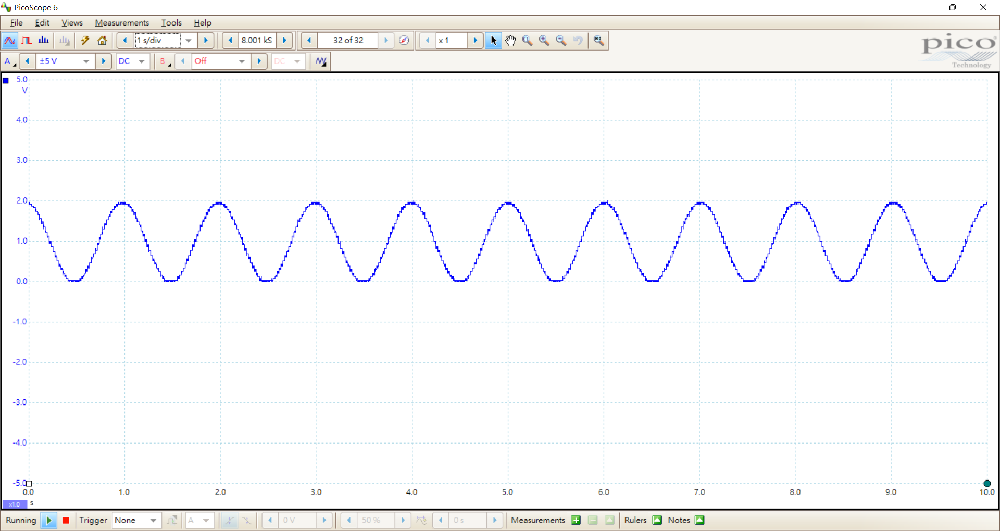 PicoScope 6
File Edit Views Measurements Tools Help
1 s/div 8.001 kS 32 of 32 x 1
pico
Technology
A ±5 V DC B Off DC
5.0
V
4.0
3.0
2.0
1.0
0.0
-1.0
-2.0
-3.0
-4.0
-5.0
0.0 1.0 2.0 3.0 4.0 5.0 6.0 7.0 8.0 9.0 10.0
x1.0 s
Running Trigger None A 0 V 50 % 0 s Measurements Rulers Notes